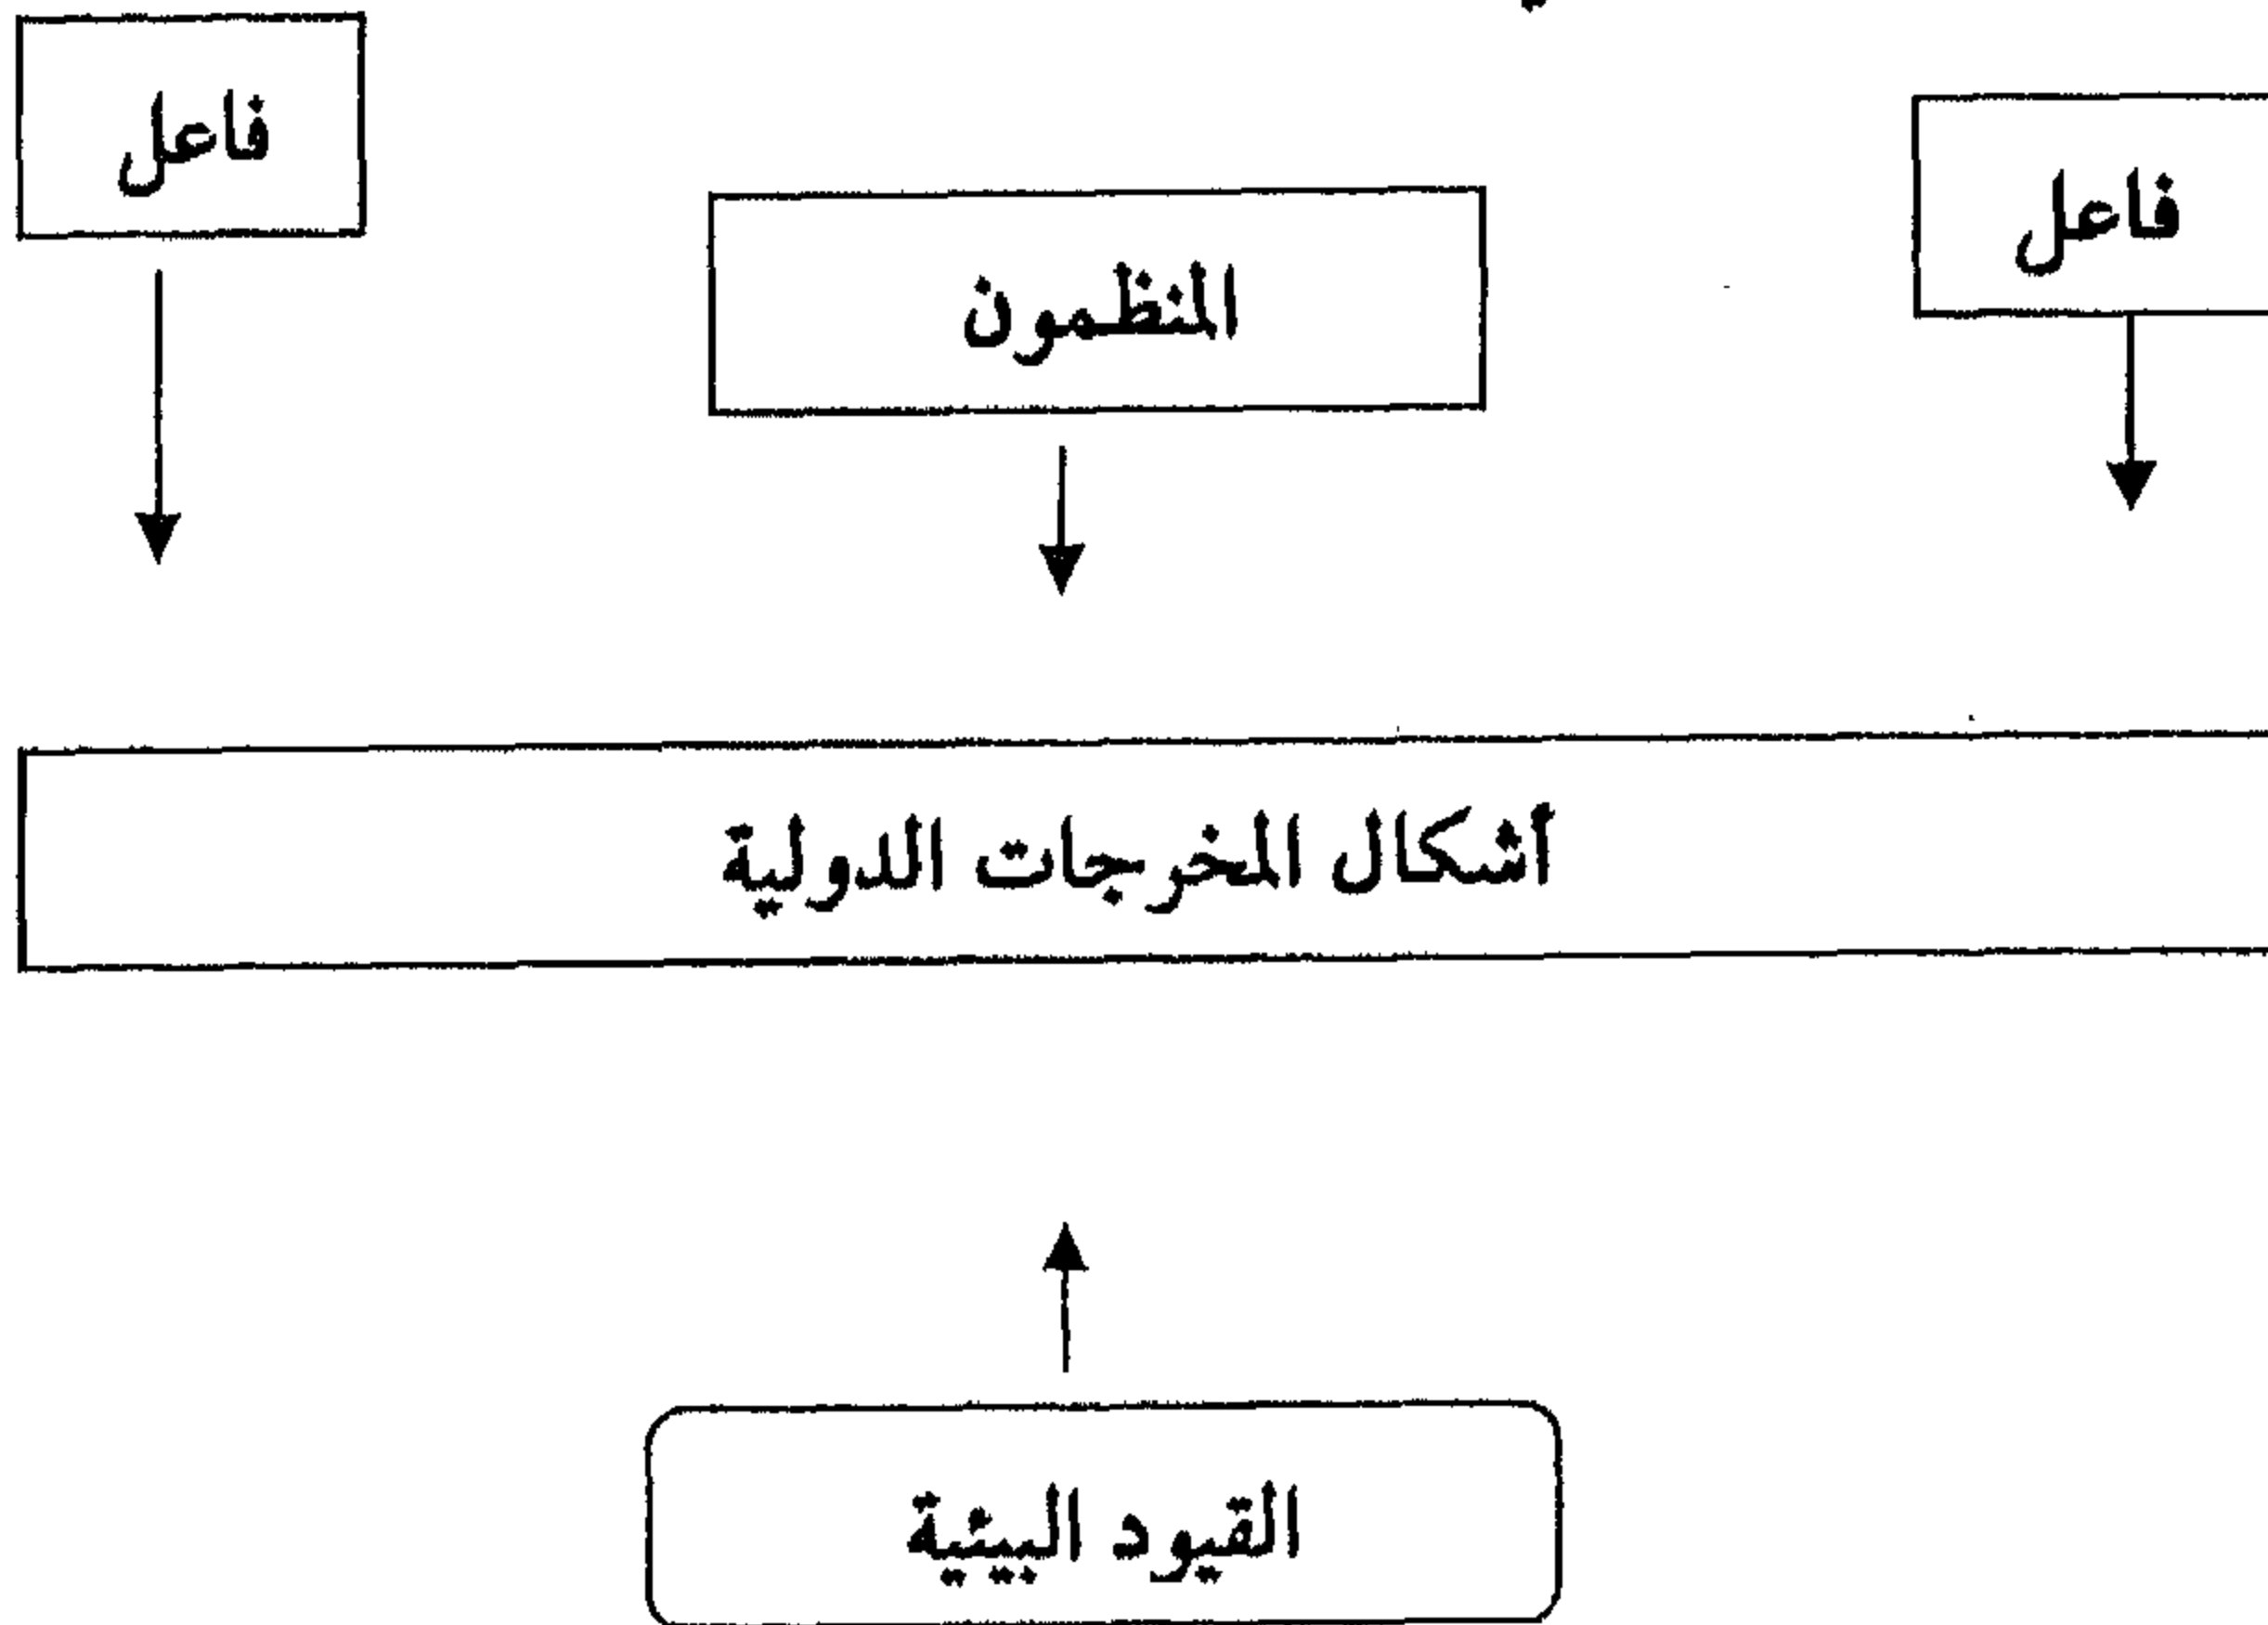 فاعل
فاعل
المنظمون
أشكال المخرجات الدولية
القيود البيئية